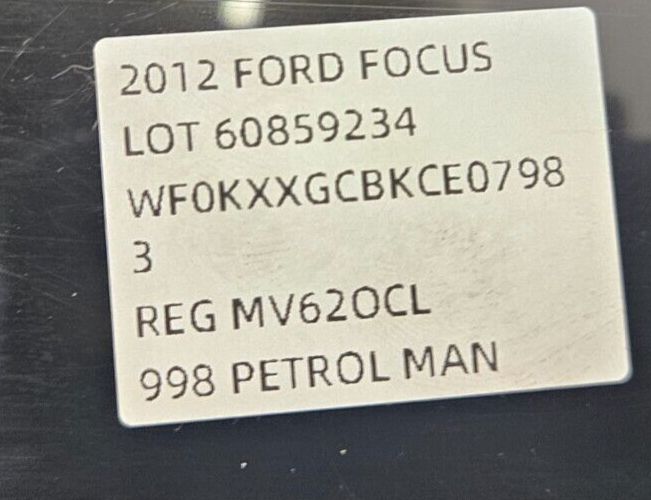 2012 FORD FOCUS
LOT 60859234
WF0KXXGCBKCE0798
3
REG MV62OCL
998 PETROL MAN